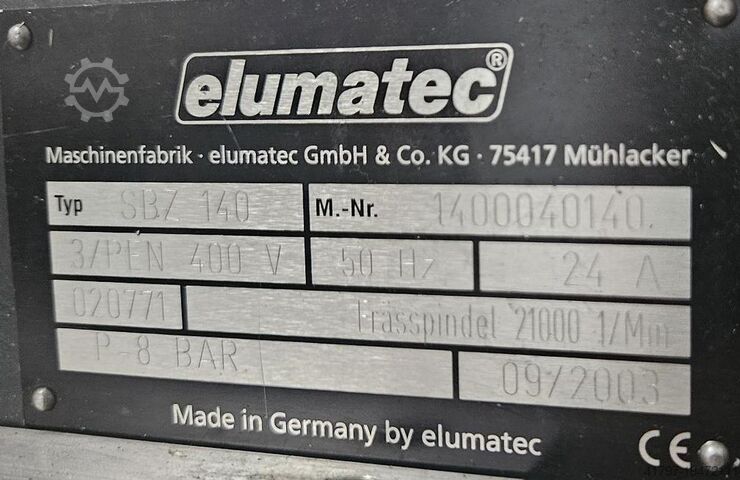 elumatec®
Maschinenfabrik · elumatec GmbH & Co. KG · 75417 Mühlacker
Typ SBZ 140 M.-Nr. 1400040140.
3/PEN 400 V 50 Hz 24 A
020771 Frässpindel 21000 1/Mm
P-8 BAR 09/2003
Made in Germany by elumatec CE